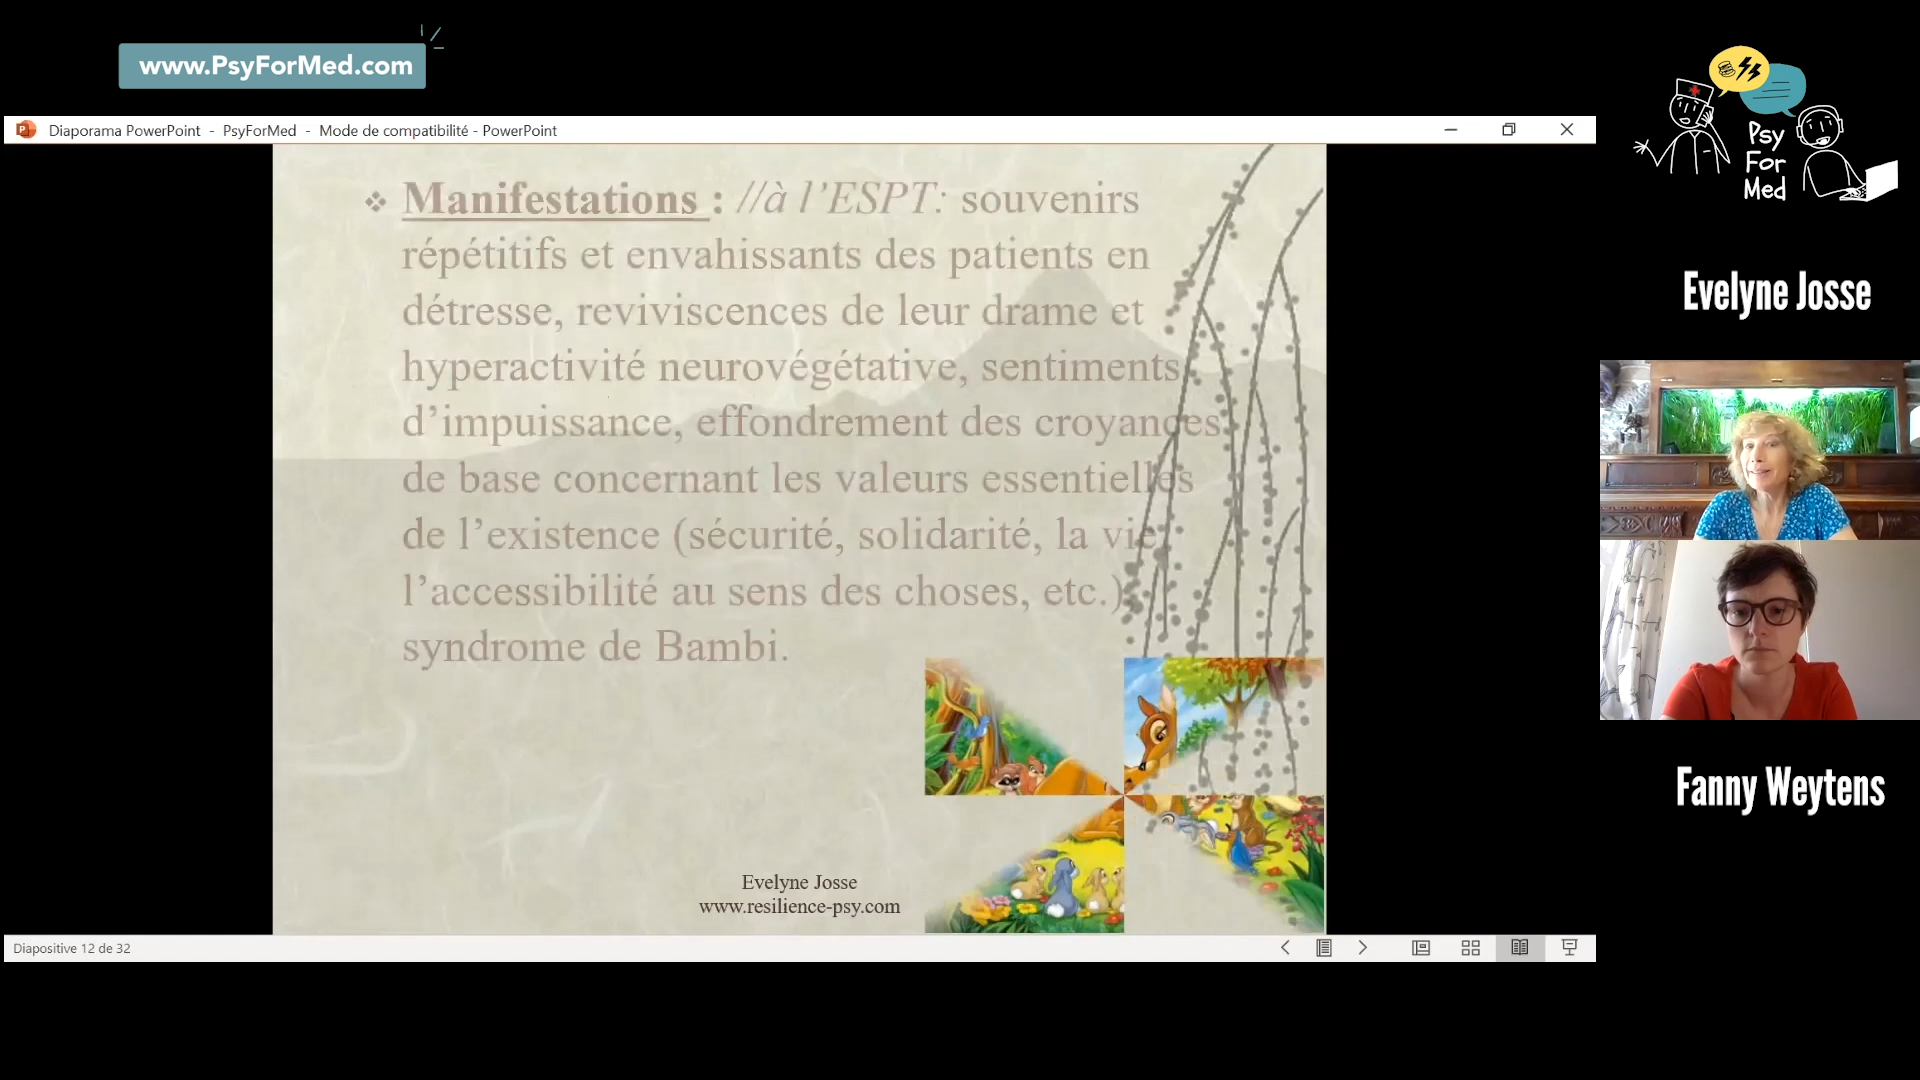 www.PsyForMed.com
Diaporama PowerPoint - PsyForMed - Mode de compatibilité - PowerPoint
Manifestations : //à l’ESPT: souvenirs
répétitifs et envahissants des patients en
détresse, reviviscences de leur drame et
hyperactivité neurovégétative, sentiments
d’impuissance, effondrement des croyances
de base concernant les valeurs essentielles
de l’existence (sécurité, solidarité, la vie,
l’accessibilité au sens des choses, etc.),
syndrome de Bambi.
Evelyne Josse
www.resilience-psy.com
Diapositive 12 de 32
Psy
For
Med
Evelyne Josse
Fanny Weytens